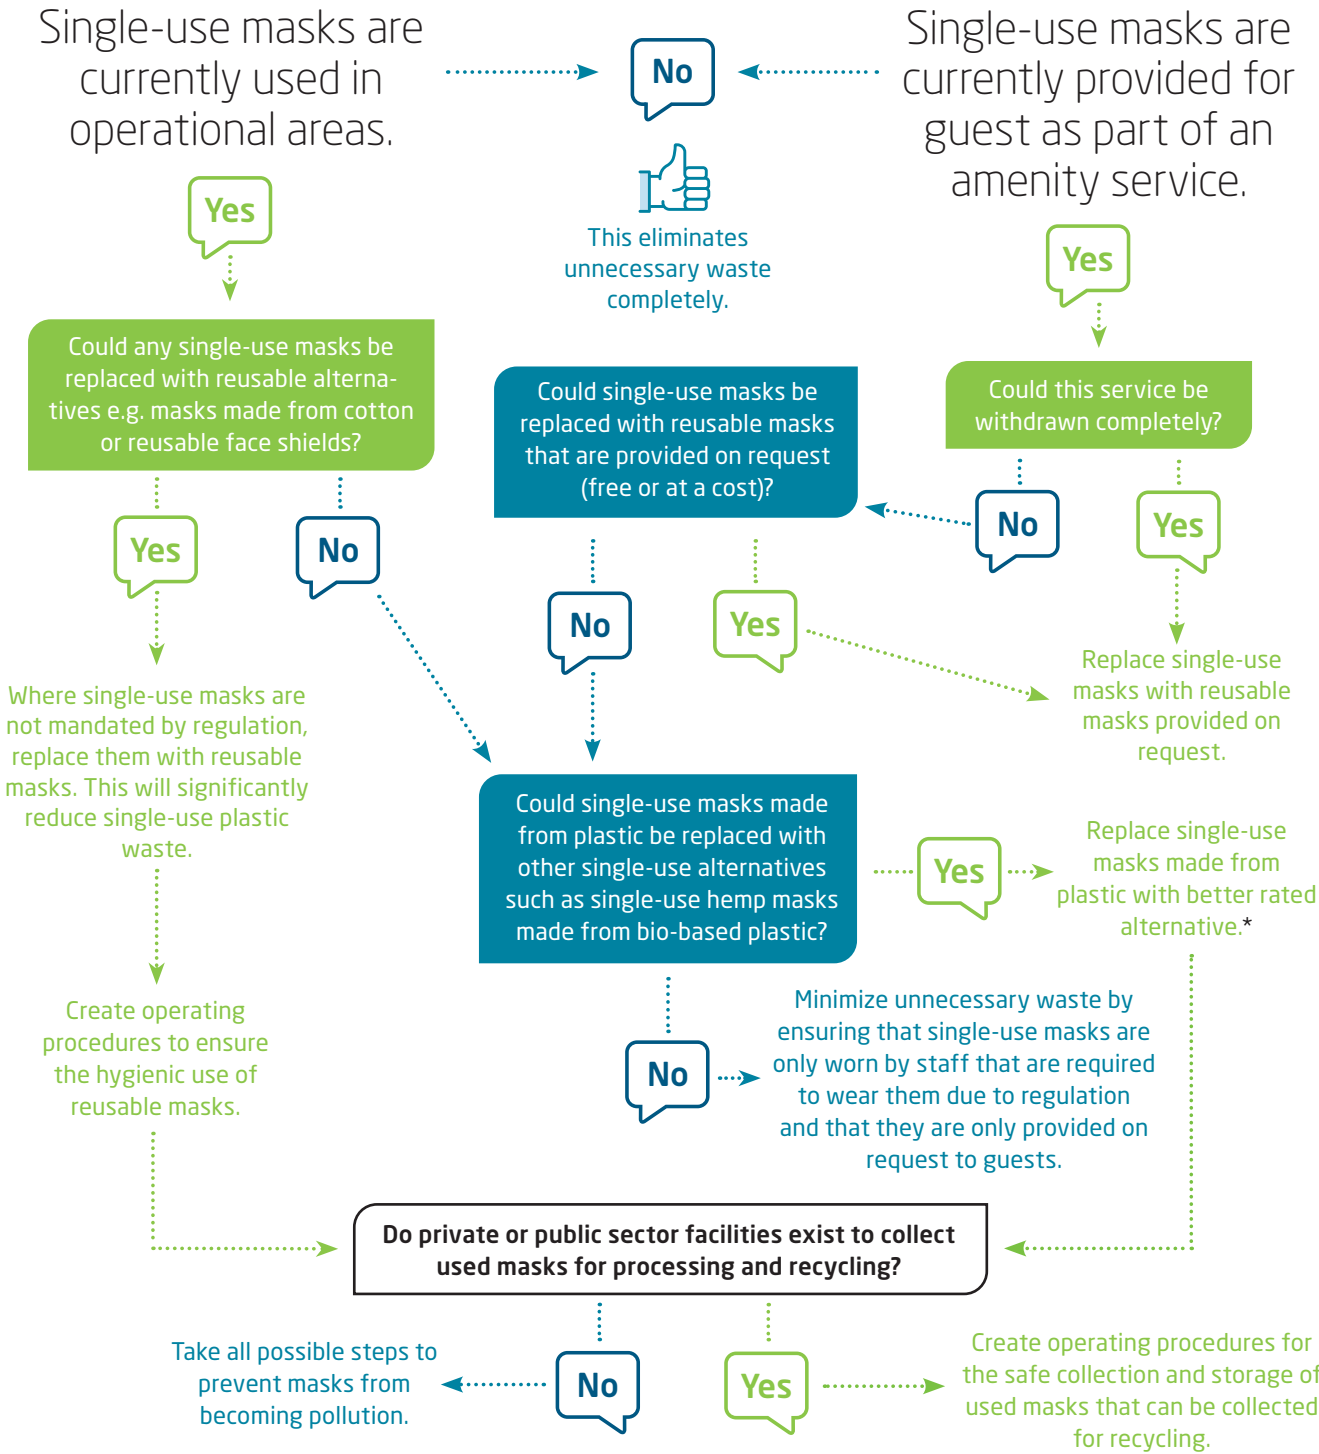 Single-use masks are
currently used in
operational areas.
No
Single-use masks are
currently provided for
guest as part of an
amenity service.
Yes
This eliminates
unnecessary waste
completely.
Yes
Could any single-use masks be
replaced with reusable alterna-
tives e.g. masks made from cotton
or reusable face shields?
Could single-use masks be
replaced with reusable masks
that are provided on request
(free or at a cost)?
Could this service be
withdrawn completely?
Yes
No
No
Yes
No
Yes
Where single-use masks are
not mandated by regulation,
replace them with reusable
masks. This will significantly
reduce single-use plastic
waste.
Replace single-use
masks with reusable
masks provided on
request.
Could single-use masks made
from plastic be replaced with
other single-use alternatives
such as single-use hemp masks
made from bio-based plastic?
Yes
Replace single-use
masks made from
plastic with better rated
alternative.*
Create operating
procedures to ensure
the hygienic use of
reusable masks.
No
Minimize unnecessary waste by
ensuring that single-use masks are
only worn by staff that are required
to wear them due to regulation
and that they are only provided on
request to guests.
Do private or public sector facilities exist to collect
used masks for processing and recycling?
Take all possible steps to
prevent masks from
becoming pollution.
No
Yes
Create operating procedures for
the safe collection and storage of
used masks that can be collected
for recycling.